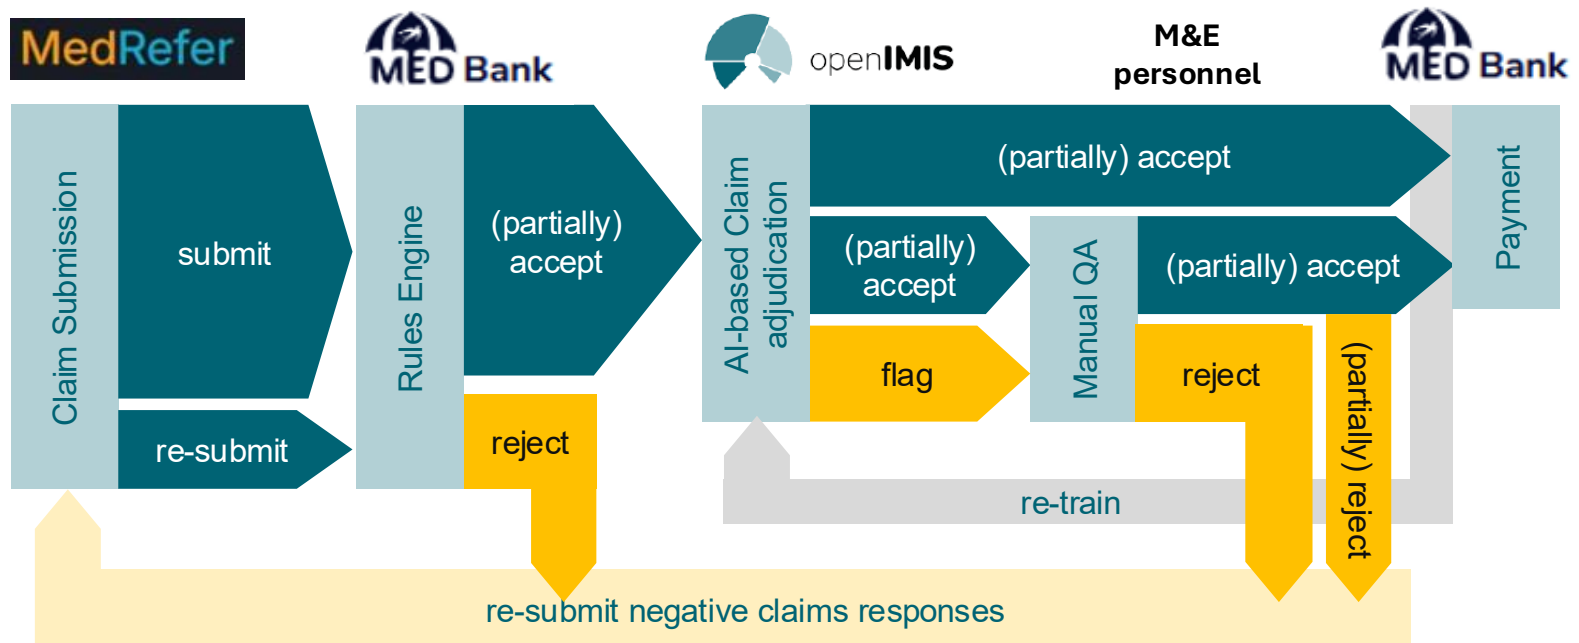 MedRefer
MED Bank
openIMIS
M&E
personnel
MED Bank
Claim Submission
submit
re-submit
Rules Engine
(partially)
accept
reject
AI-based Claim
adjudication
(partially) accept
(partially)
accept
flag
Manual QA
(partially) accept
reject
(partially) reject
Payment
re-train
re-submit negative claims responses